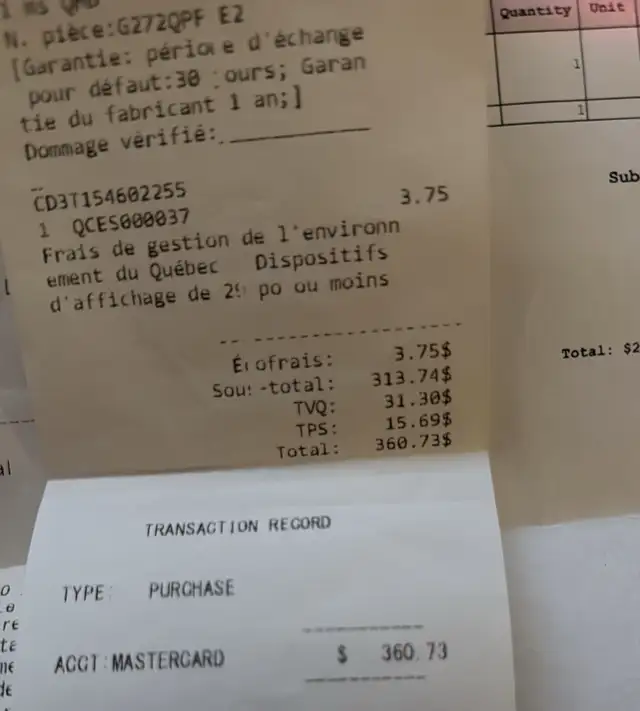 1 ms QHD
N. pièce:G272QPF E2
[Garantie: période d'échange
pour défaut:30 jours; Garan
tie du fabricant 1 an;]
Dommage vérifié:
CD3T154602255
1 QCES000037 3.75
Frais de gestion de l'environn
ement du Québec Dispositifs
d'affichage de 29 po ou moins
Écofrais: 3.75$
Sous-total: 313.74$
TVQ: 31.30$
TPS: 15.69$
Total: 360.73$
TRANSACTION RECORD
TYPE: PURCHASE
ACCT:MASTERCARD $ 360.73
Quantity Unit
1
1
Sub
Total: $2